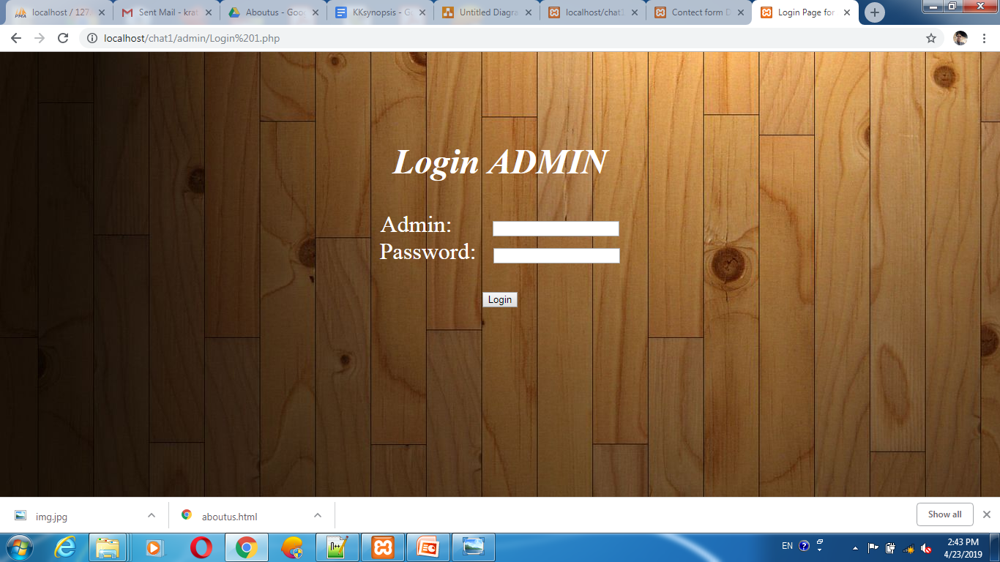 localhost / 127
Sent Mail - krat
Aboutus - Goo
KKsynopsis - G
Untitled Diagra
localhost/chat1
Contect form D
Login Page for
localhost/chat1/admin/Login%201.php
Login ADMIN
Admin:
Password:
Login
img.jpg
aboutus.html
Show all
EN
2:43 PM
4/23/2019